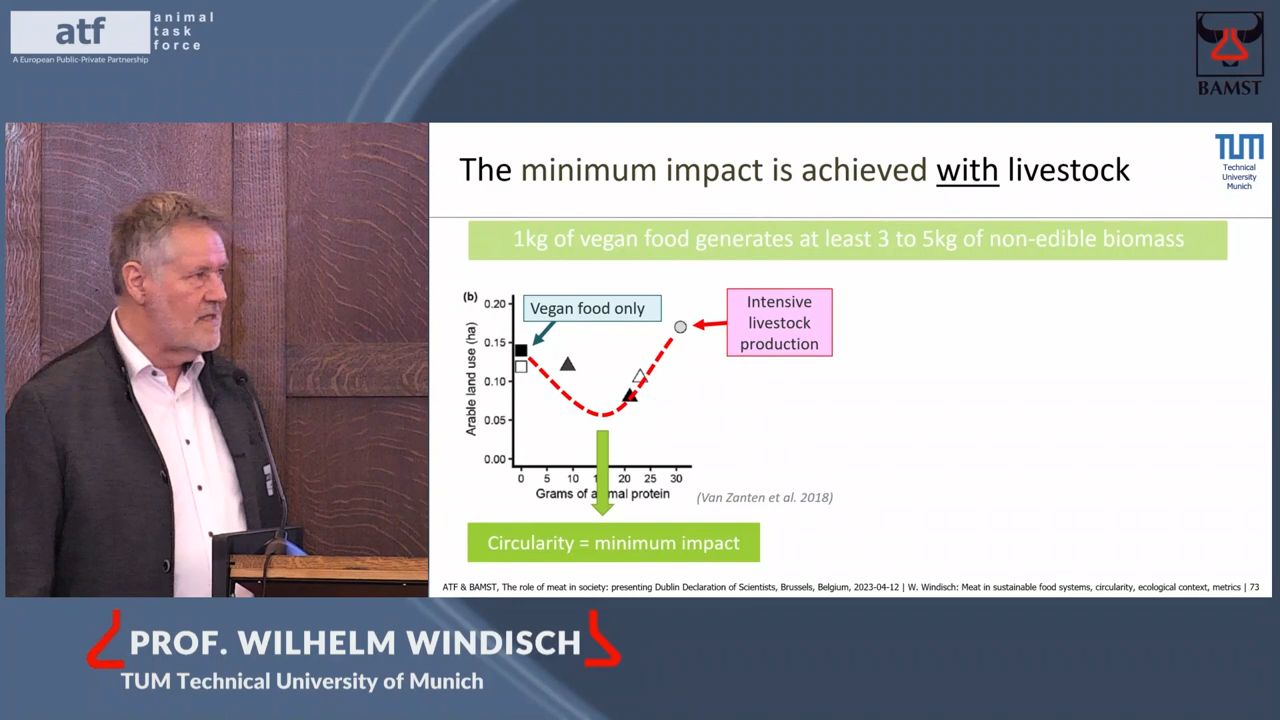 atf
animal
task
force
A European Public-Private Partnership
BAMST
The minimum impact is achieved with livestock
TUM
Technical
University
Munich
1kg of vegan food generates at least 3 to 5kg of non-edible biomass
(b)
Vegan food only
Intensive
livestock
production
Arable land use (ha)
0.20
0.15
0.10
0.05
0.00
0 5 10 20 25 30
Grams of animal protein
(Van Zanten et al. 2018)
Circularity = minimum impact
ATF & BAMST, The role of meat in society: presenting Dublin Declaration of Scientists, Brussels, Belgium, 2023-04-12 | W. Windisch: Meat in sustainable food systems, circularity, ecological context, metrics | 73
PROF. WILHELM WINDISCH
TUM Technical University of Munich